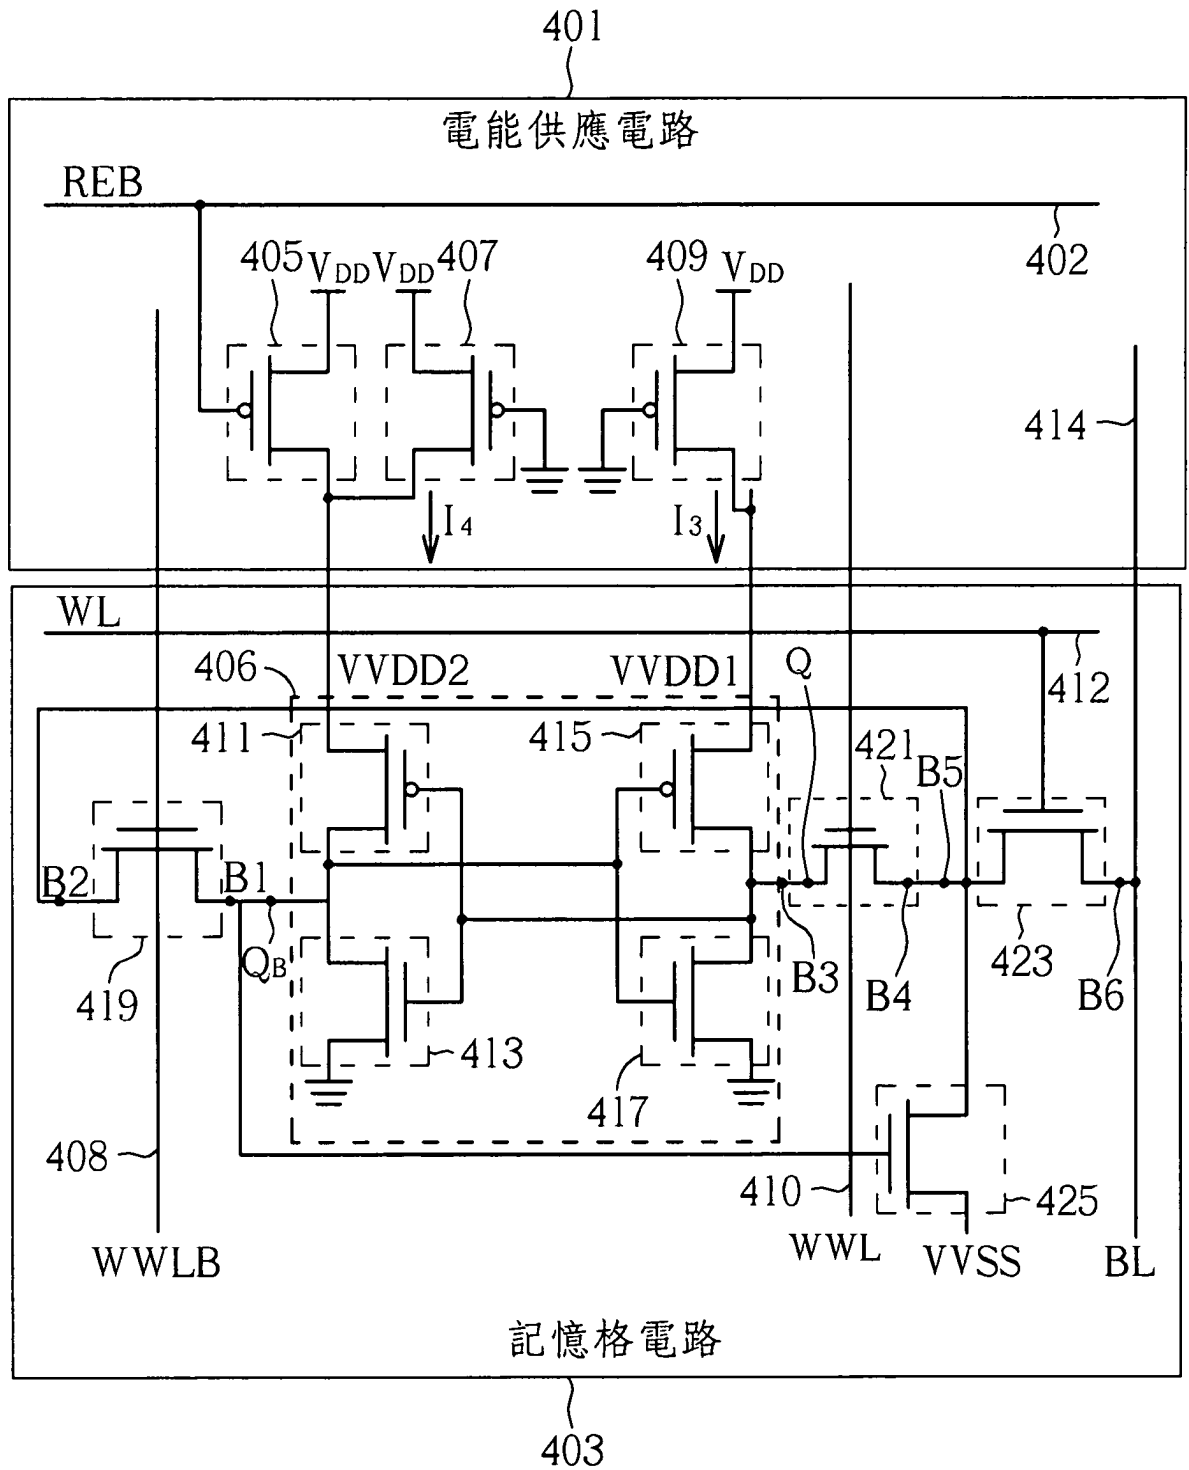 401
電能供應電路
REB
402
405 VDD VDD 407
409 VDD
414
I4
I3
WL
412
406 VVDD2
VVDD1 Q
411
415
421
B5
B2
B1
QB
B3
B4
423
B6
419
413
417
408
410
425
WWLB
WWL
VVSS
BL
記憶格電路
403